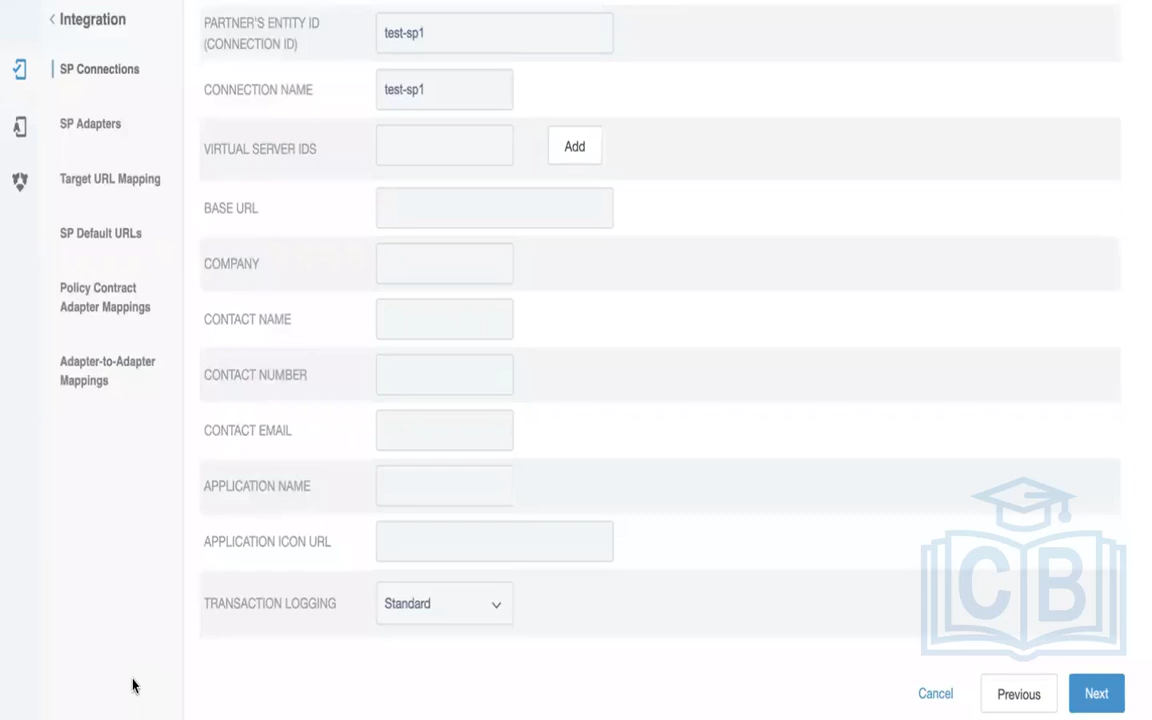 Integration
SP Connections
SP Adapters
Target URL Mapping
SP Default URLs
Policy Contract
Adapter Mappings
Adapter-to-Adapter
Mappings
PARTNER'S ENTITY ID
(CONNECTION ID)
test-sp1
CONNECTION NAME
test-sp1
VIRTUAL SERVER IDS
Add
BASE URL
COMPANY
CONTACT NAME
CONTACT NUMBER
CONTACT EMAIL
APPLICATION NAME
APPLICATION ICON URL
TRANSACTION LOGGING
Standard
CB
Cancel
Previous
Next